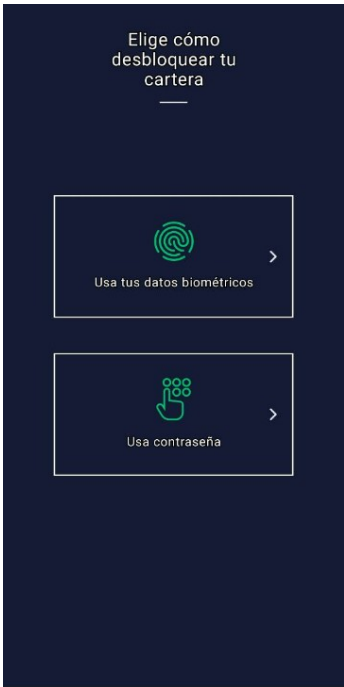 Elige cómo
desbloquear tu
cartera
Usa tus datos biométricos
Usa contraseña